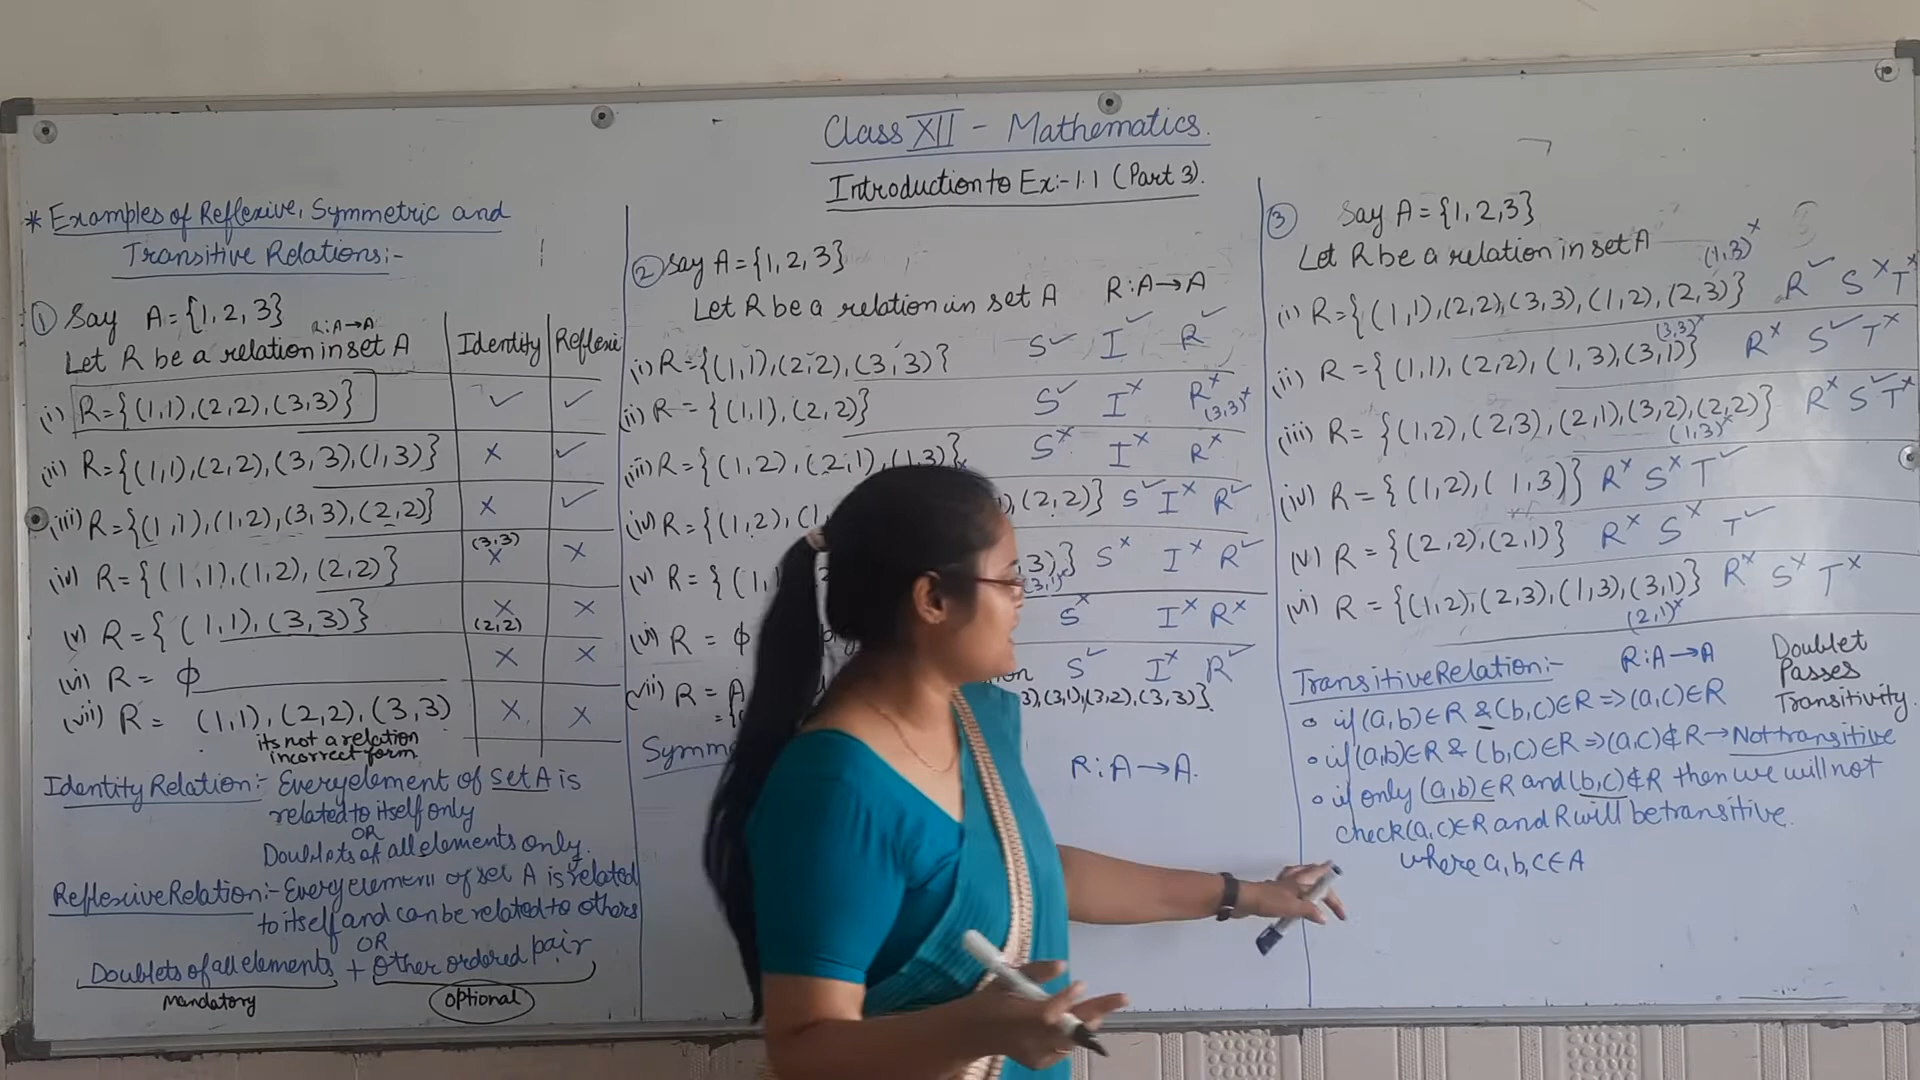 Class XII - Mathematics.
Introduction to Ex:-1.1 (Part 3).
* Examples of Reflexive, Symmetric and
Transitive Relations:-
① Say A = {1, 2, 3}
R:A→A
Let R be a relation in set A
Identity Reflexi
(i) R={(1,1),(2,2),(3,3)} ✓ ✓
(ii) R={(1,1),(2,2),(3,3),(1,3)} × ✓
(iii) R={(1,1),(1,2),(3,3),(2,2)} × ✓
(iv) R={(1,1),(1,2),(2,2)} (3,3) × ×
(v) R={(1,1),(3,3)} × (2,2) ×
(vi) R= ϕ × ×
(vii) R= (1,1),(2,2),(3,3) × ×
its not a relation
incorrect form
Identity Relation:- Every element of set A is
related to itself only
OR
Doublets of all elements only.
Reflexive Relation:- Every element of set A is related
to itself and can be related to others
OR
Doublets of all elements + Other ordered pair
Mandatory optional
② Say A={1,2,3}
Let R be a relation in set A R:A→A
(i) R={(1,1),(2,2),(3,3)} S✓ I✓ R✓
(ii) R={(1,1),(2,2)} S✓ I× R×
(3,3)×
(iii) R={(1,2),(2,1),(1,3)} S× I× R×
(iv) R={(1,2),(1 ),(2,2)} S✓ I× R✓
(v) R={(1,1 3)} S× I× R✓
(3,1)×
(vi) R= ϕ S× I× R×
(vii) R= A S✓ I× R✓
={( 3),(3,1),(3,2),(3,3)}.
Symme
R:A→A.
③ Say A={1,2,3}
Let R be a relation in set A
(1,3)×
(i) R={(1,1),(2,2),(3,3),(1,2),(2,3)} R✓ S× T×
(3,3)×
(ii) R={(1,1),(2,2),(1,3),(3,1)} R× S✓ T×
(iii) R={(1,2),(2,3),(2,1),(3,2),(2,2)} R× S✓ T×
(1,3)×
(iv) R={(1,2),(1,3)} R× S× T✓
(v) R={(2,2),(2,1)} R× S× T✓
(vi) R={(1,2),(2,3),(1,3),(3,1)} R× S× T×
(2,1)×
Transitive Relation:- R:A→A
Doublet
Passes
Transitivity.
∘ if (a,b)∈R & (b,c)∈R ⇒(a,c)∈R
∘ if (a,b)∈R & (b,c)∈R ⇒(a,c)∉R→Not transitive
∘ if only (a,b)∈R and (b,c)∉R then we will not
check (a,c)∈R and R will be transitive.
where a,b,c∈A